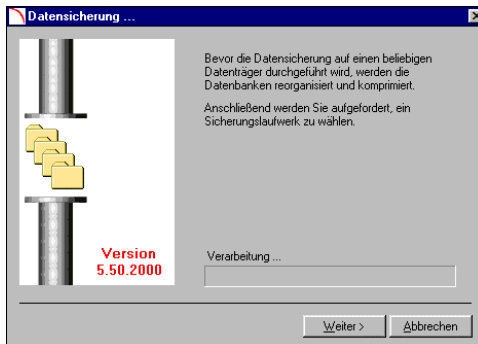 Datensicherung ...
Bevor die Datensicherung auf einen beliebigen
Datenträger durchgeführt wird, werden die
Datenbanken reorganisiert und komprimiert.
Anschließend werden Sie aufgefordert, ein
Sicherungslaufwerk zu wählen.
Version
5.50.2000
Verarbeitung ...
Weiter >
Abbrechen